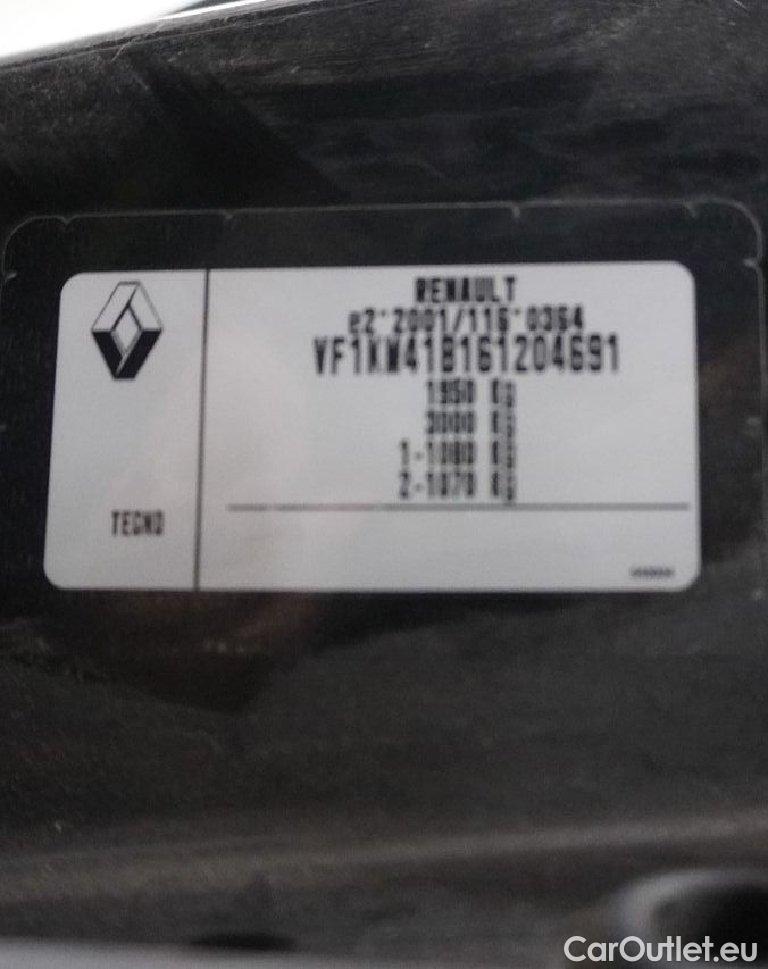 RENAULT
e2*2001/116*0364
VF1KW41B161204691
1950 Kg
3000 Kg
1-1080 Kg
2-1070 Kg
TECNO
CarOutlet.eu